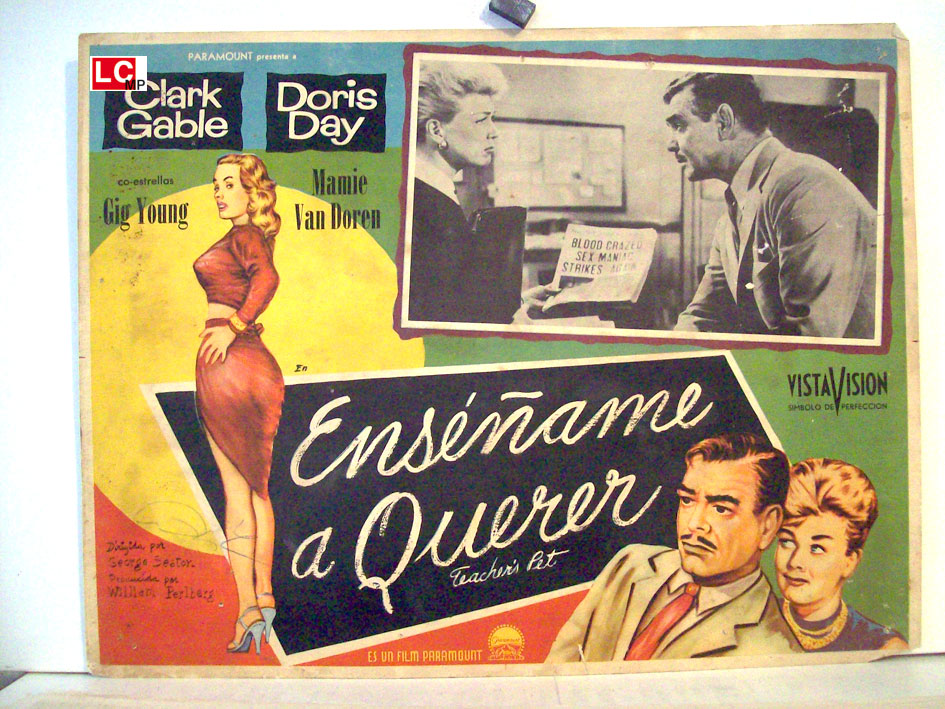 PARAMOUNT presenta a
LC
MP
Clark
Gable
Doris
Day
co-estrellas
Gig Young
Mamie
Van Doren
BLOOD CRAZED
SEX MANIAC
STRIKES AGAIN
En
VISTAVISION
SIMBOLO DE PERFECCION
Enséñame
a Querer
Teacher's Pet
Dirigida por
George Seaton
Producida por
William Perlberg
ES UN FILM PARAMOUNT